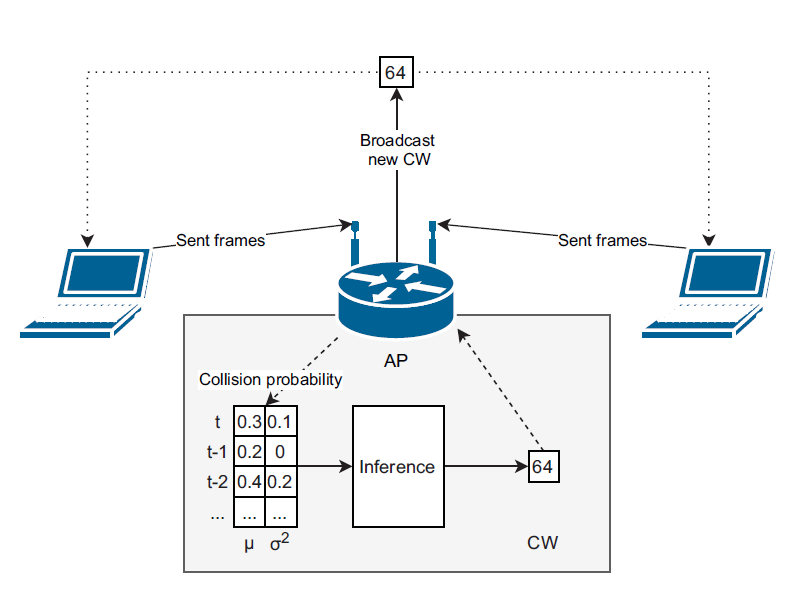 64
Broadcast
new CW
Sent frames
Sent frames
AP
Collision probability
t 0.3 0.1
t-1 0.2 0
t-2 0.4 0.2
... ... ...
μ σ²
Inference
64
CW